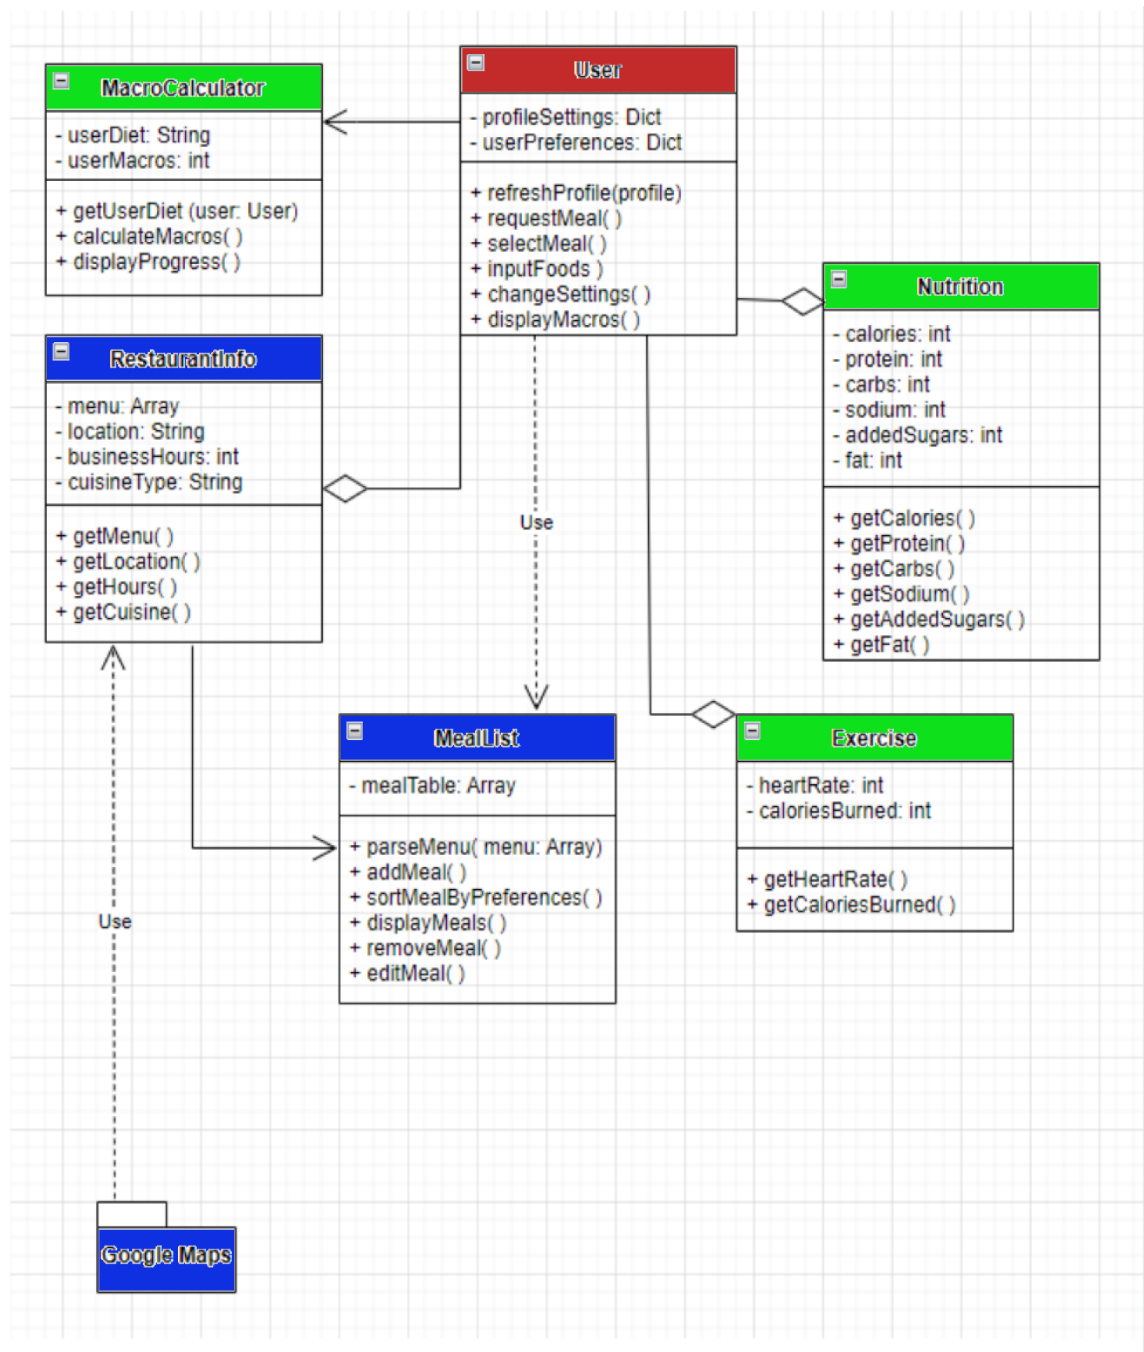 MacroCalculator
- userDiet: String
- userMacros: int
+ getUserDiet (user: User)
+ calculateMacros( )
+ displayProgress( )
User
- profileSettings: Dict
- userPreferences: Dict
+ refreshProfile(profile)
+ requestMeal( )
+ selectMeal( )
+ inputFoods )
+ changeSettings( )
+ displayMacros( )
Nutrition
- calories: int
- protein: int
- carbs: int
- sodium: int
- addedSugars: int
- fat: int
+ getCalories( )
+ getProtein( )
+ getCarbs( )
+ getSodium( )
+ getAddedSugars( )
+ getFat( )
RestaurantInfo
- menu: Array
- location: String
- businessHours: int
- cuisineType: String
+ getMenu( )
+ getLocation( )
+ getHours( )
+ getCuisine( )
Use
MealList
- mealTable: Array
+ parseMenu( menu: Array)
+ addMeal( )
+ sortMealByPreferences( )
+ displayMeals( )
+ removeMeal( )
+ editMeal( )
Exercise
- heartRate: int
- caloriesBurned: int
+ getHeartRate( )
+ getCaloriesBurned( )
Use
Google Maps